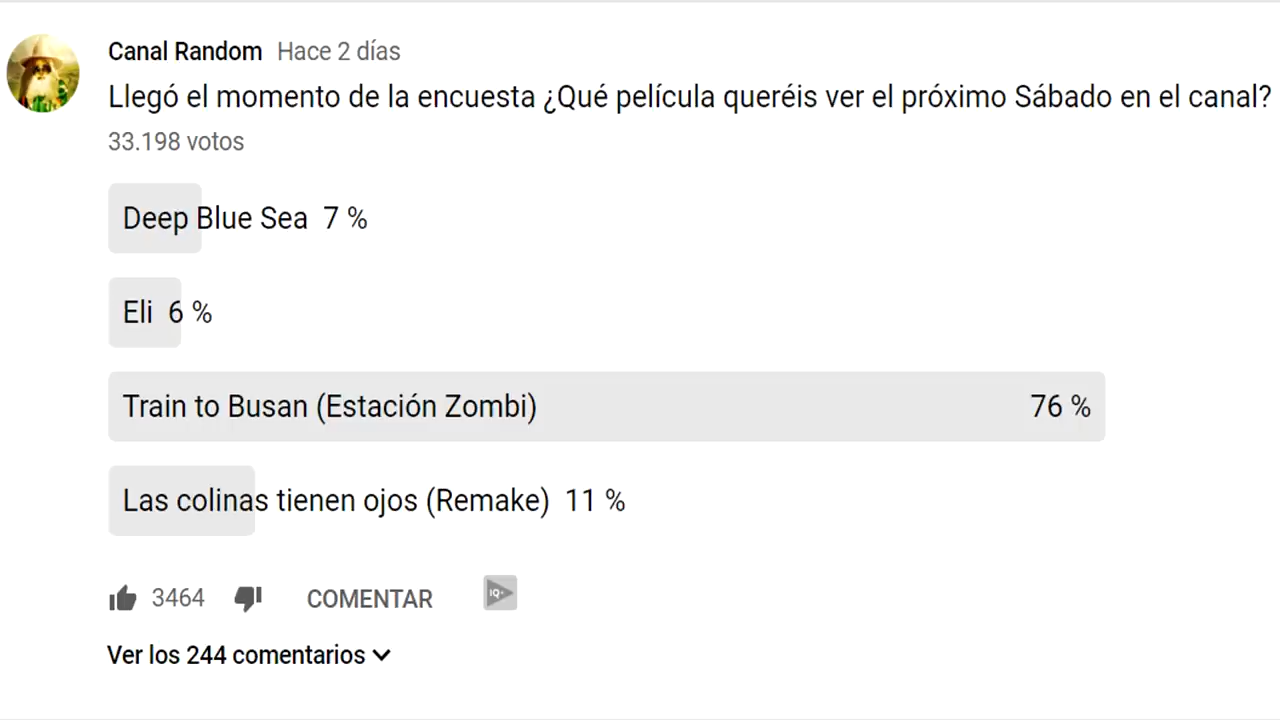 Canal Random Hace 2 días
Llegó el momento de la encuesta ¿Qué película queréis ver el próximo Sábado en el canal?
33.198 votos
Deep Blue Sea 7 %
Eli 6 %
Train to Busan (Estación Zombi) 76 %
Las colinas tienen ojos (Remake) 11 %
3464 COMENTAR IQ+
Ver los 244 comentarios